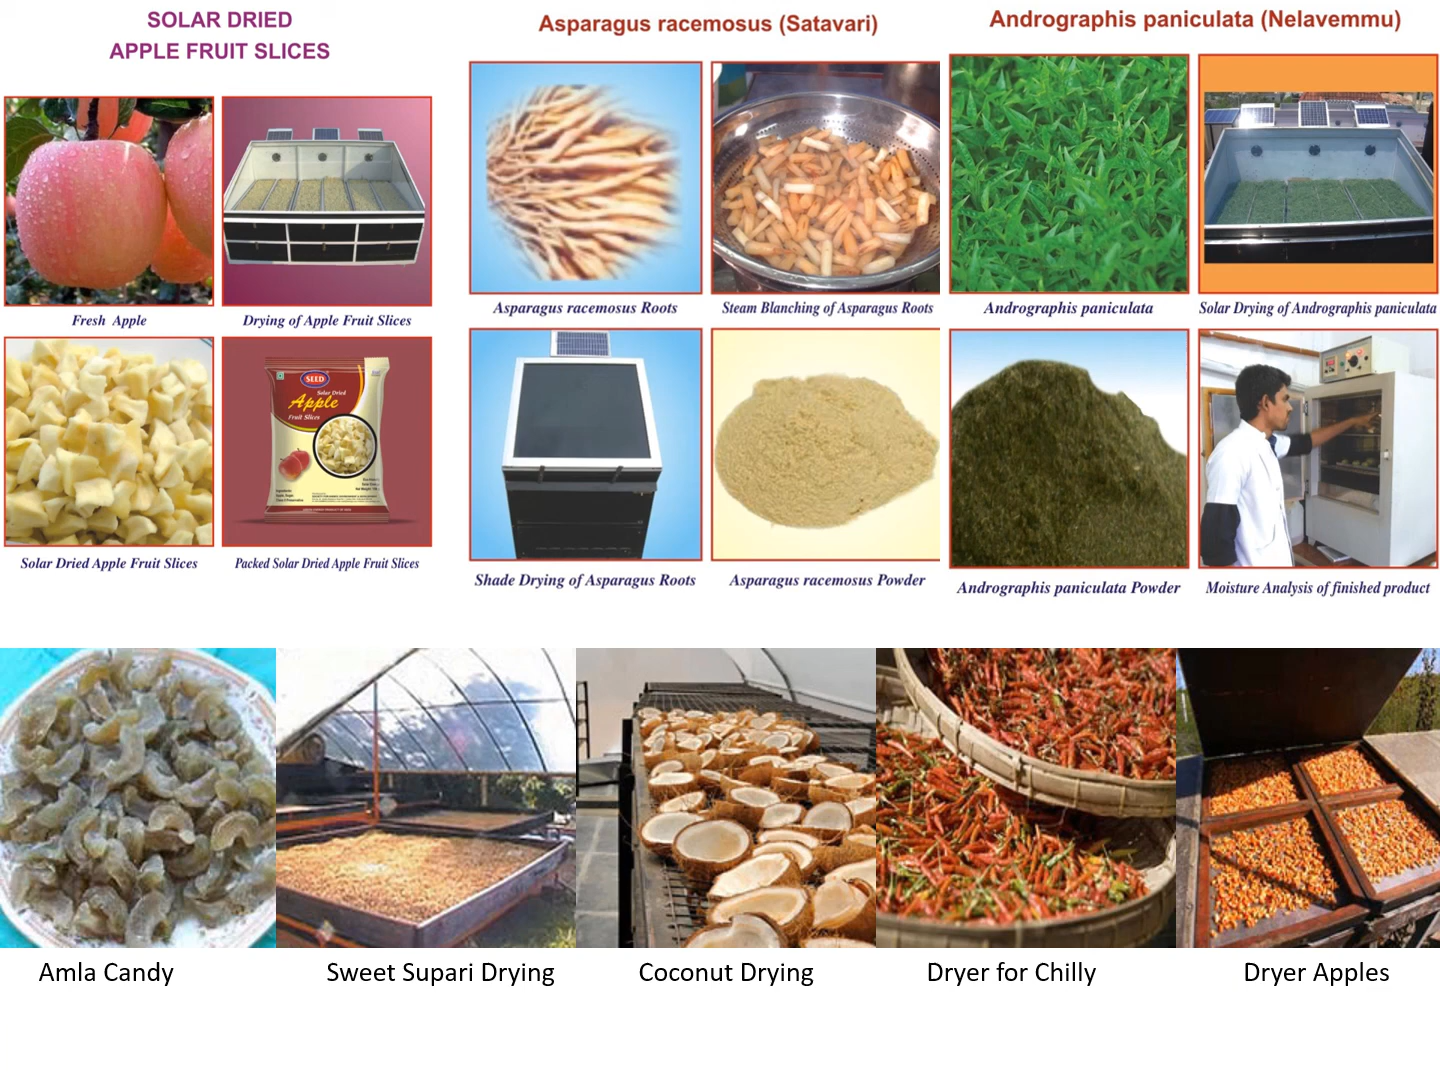 SOLAR DRIED
APPLE FRUIT SLICES
Fresh Apple
Drying of Apple Fruit Slices
SEED
Solar Dried
Apple
Fruit Slices
Solar Dried Apple Fruit Slices
Packed Solar Dried Apple Fruit Slices
Asparagus racemosus (Satavari)
Asparagus racemosus Roots
Steam Blanching of Asparagus Roots
Shade Drying of Asparagus Roots
Asparagus racemosus Powder
Andrographis paniculata (Nelavemmu)
Andrographis paniculata
Solar Drying of Andrographis paniculata
Andrographis paniculata Powder
Moisture Analysis of finished product
Amla Candy
Sweet Supari Drying
Coconut Drying
Dryer for Chilly
Dryer Apples